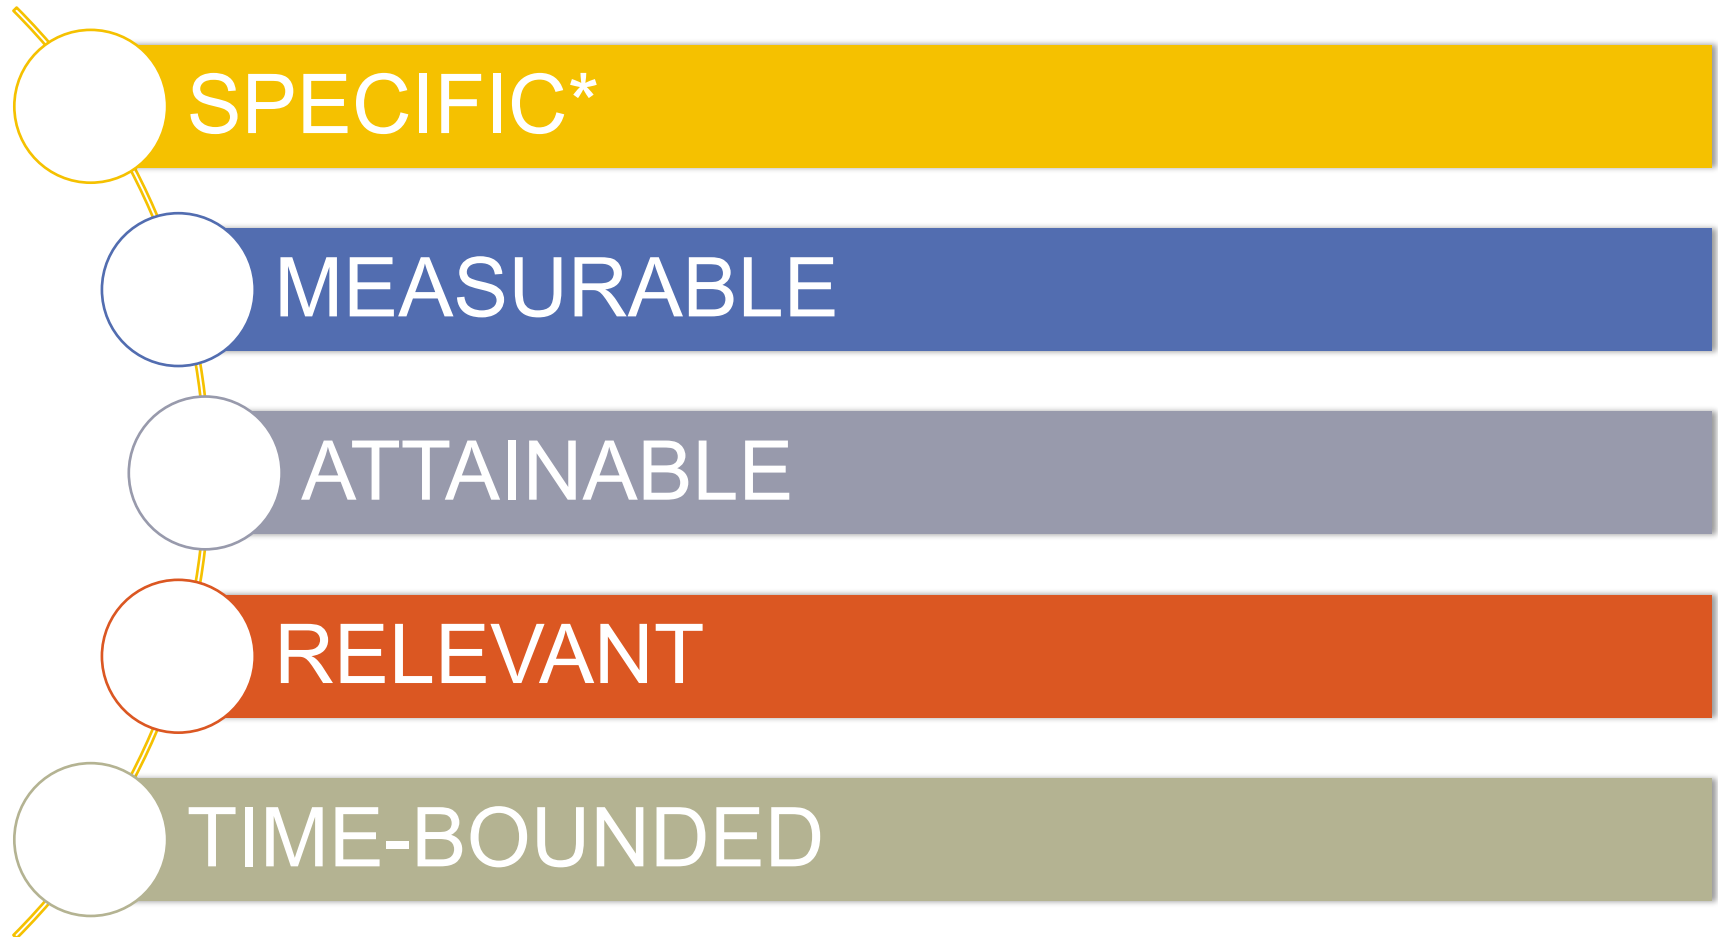 SPECIFIC*
MEASURABLE
ATTAINABLE
RELEVANT
TIME-BOUNDED